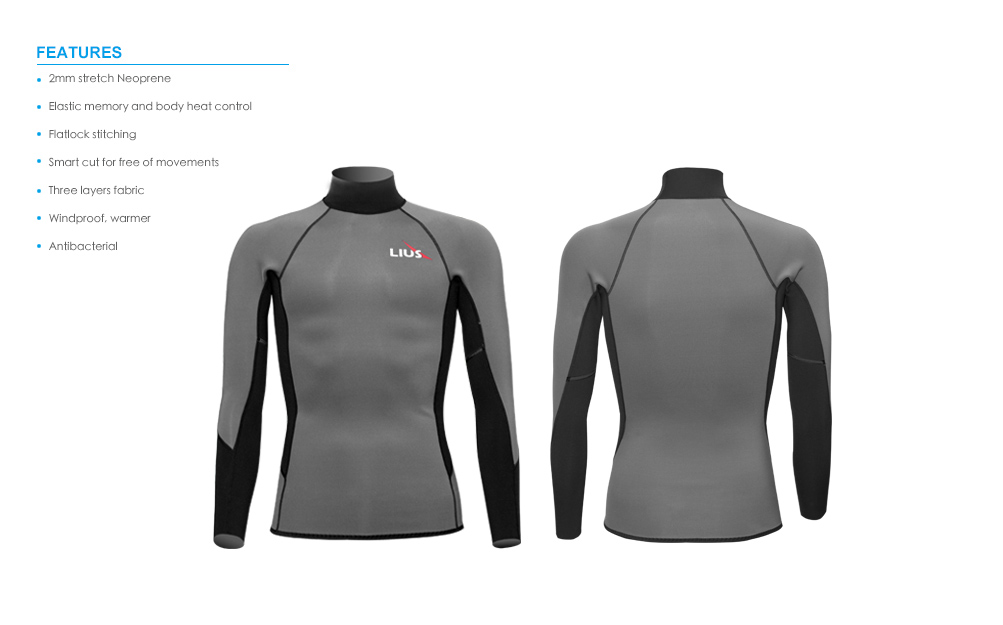 FEATURES
2mm stretch Neoprene
Elastic memory and body heat control
Flatlock stitching
Smart cut for free of movements
Three layers fabric
Windproof, warmer
Antibacterial
LIUS